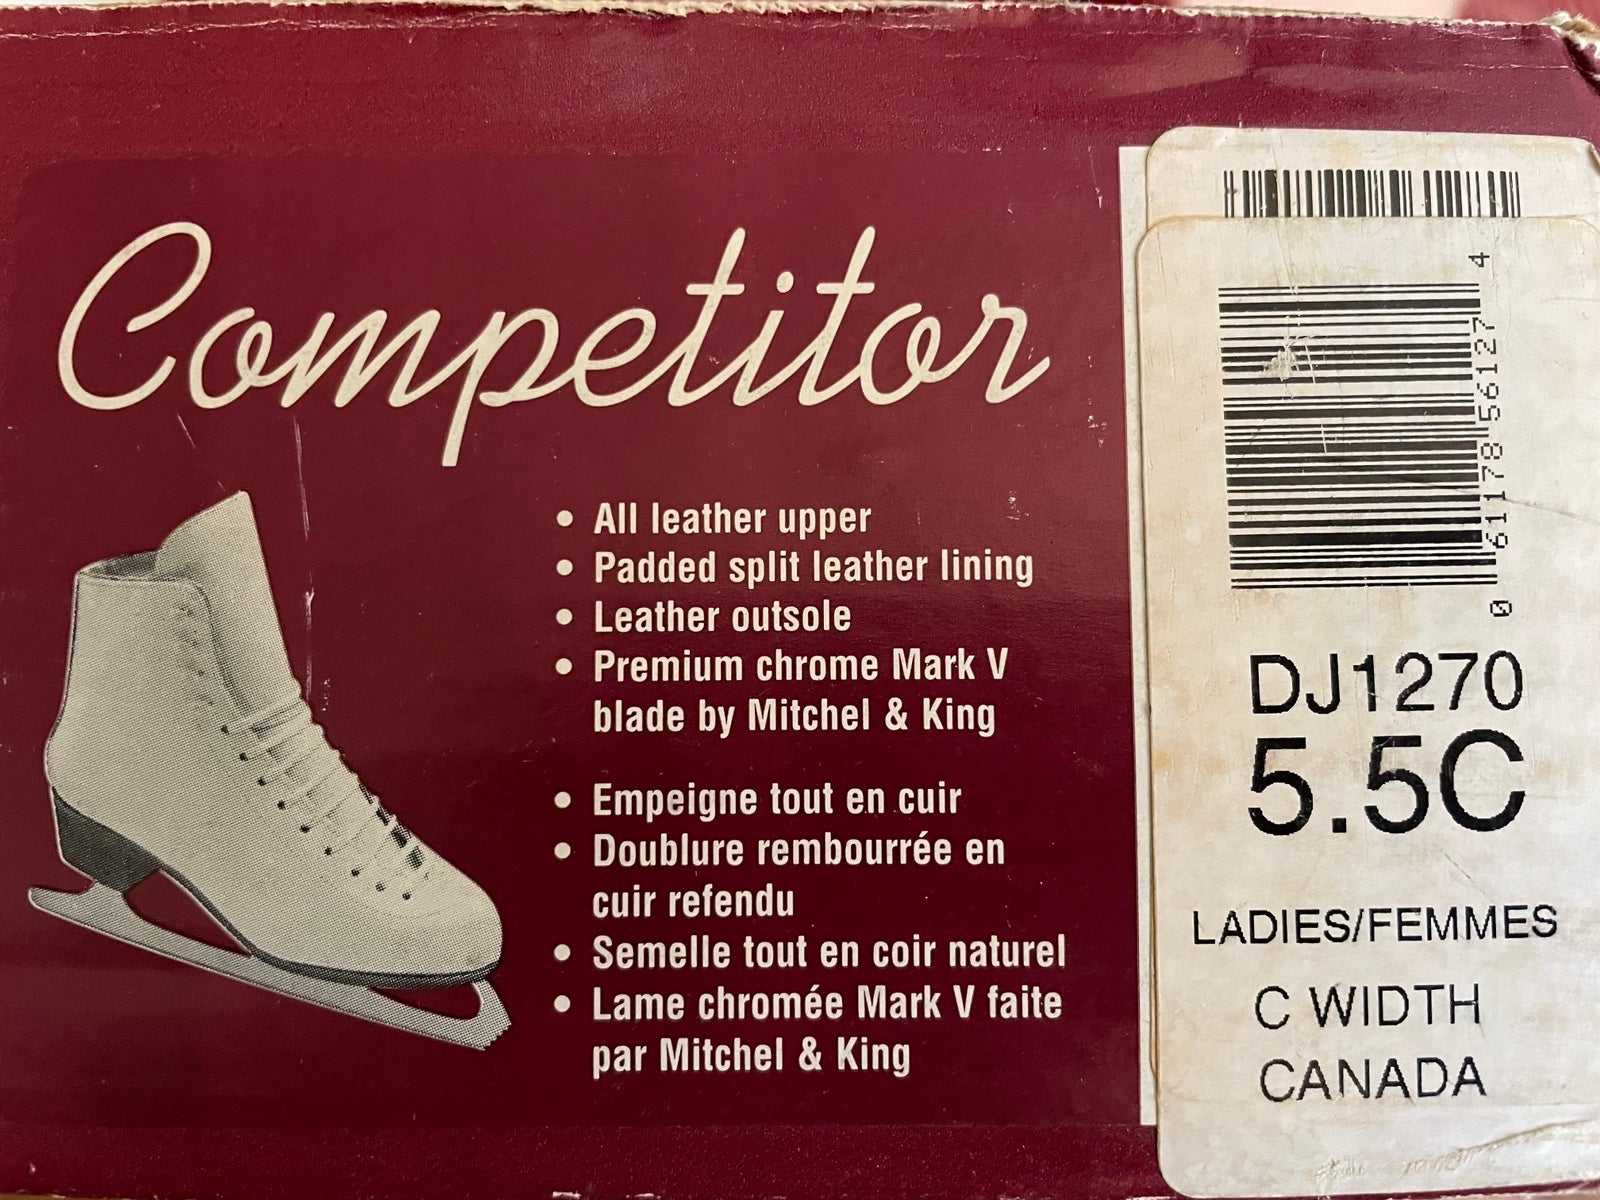 Competitor
• All leather upper
• Padded split leather lining
• Leather outsole
• Premium chrome Mark V
blade by Mitchel & King
• Empeigne tout en cuir
• Doublure rembourrée en
cuir refendu
• Semelle tout en coir naturel
• Lame chromée Mark V faite
par Mitchel & King
0 61178 56127 4
DJ1270
5.5C
LADIES/FEMMES
C WIDTH
CANADA